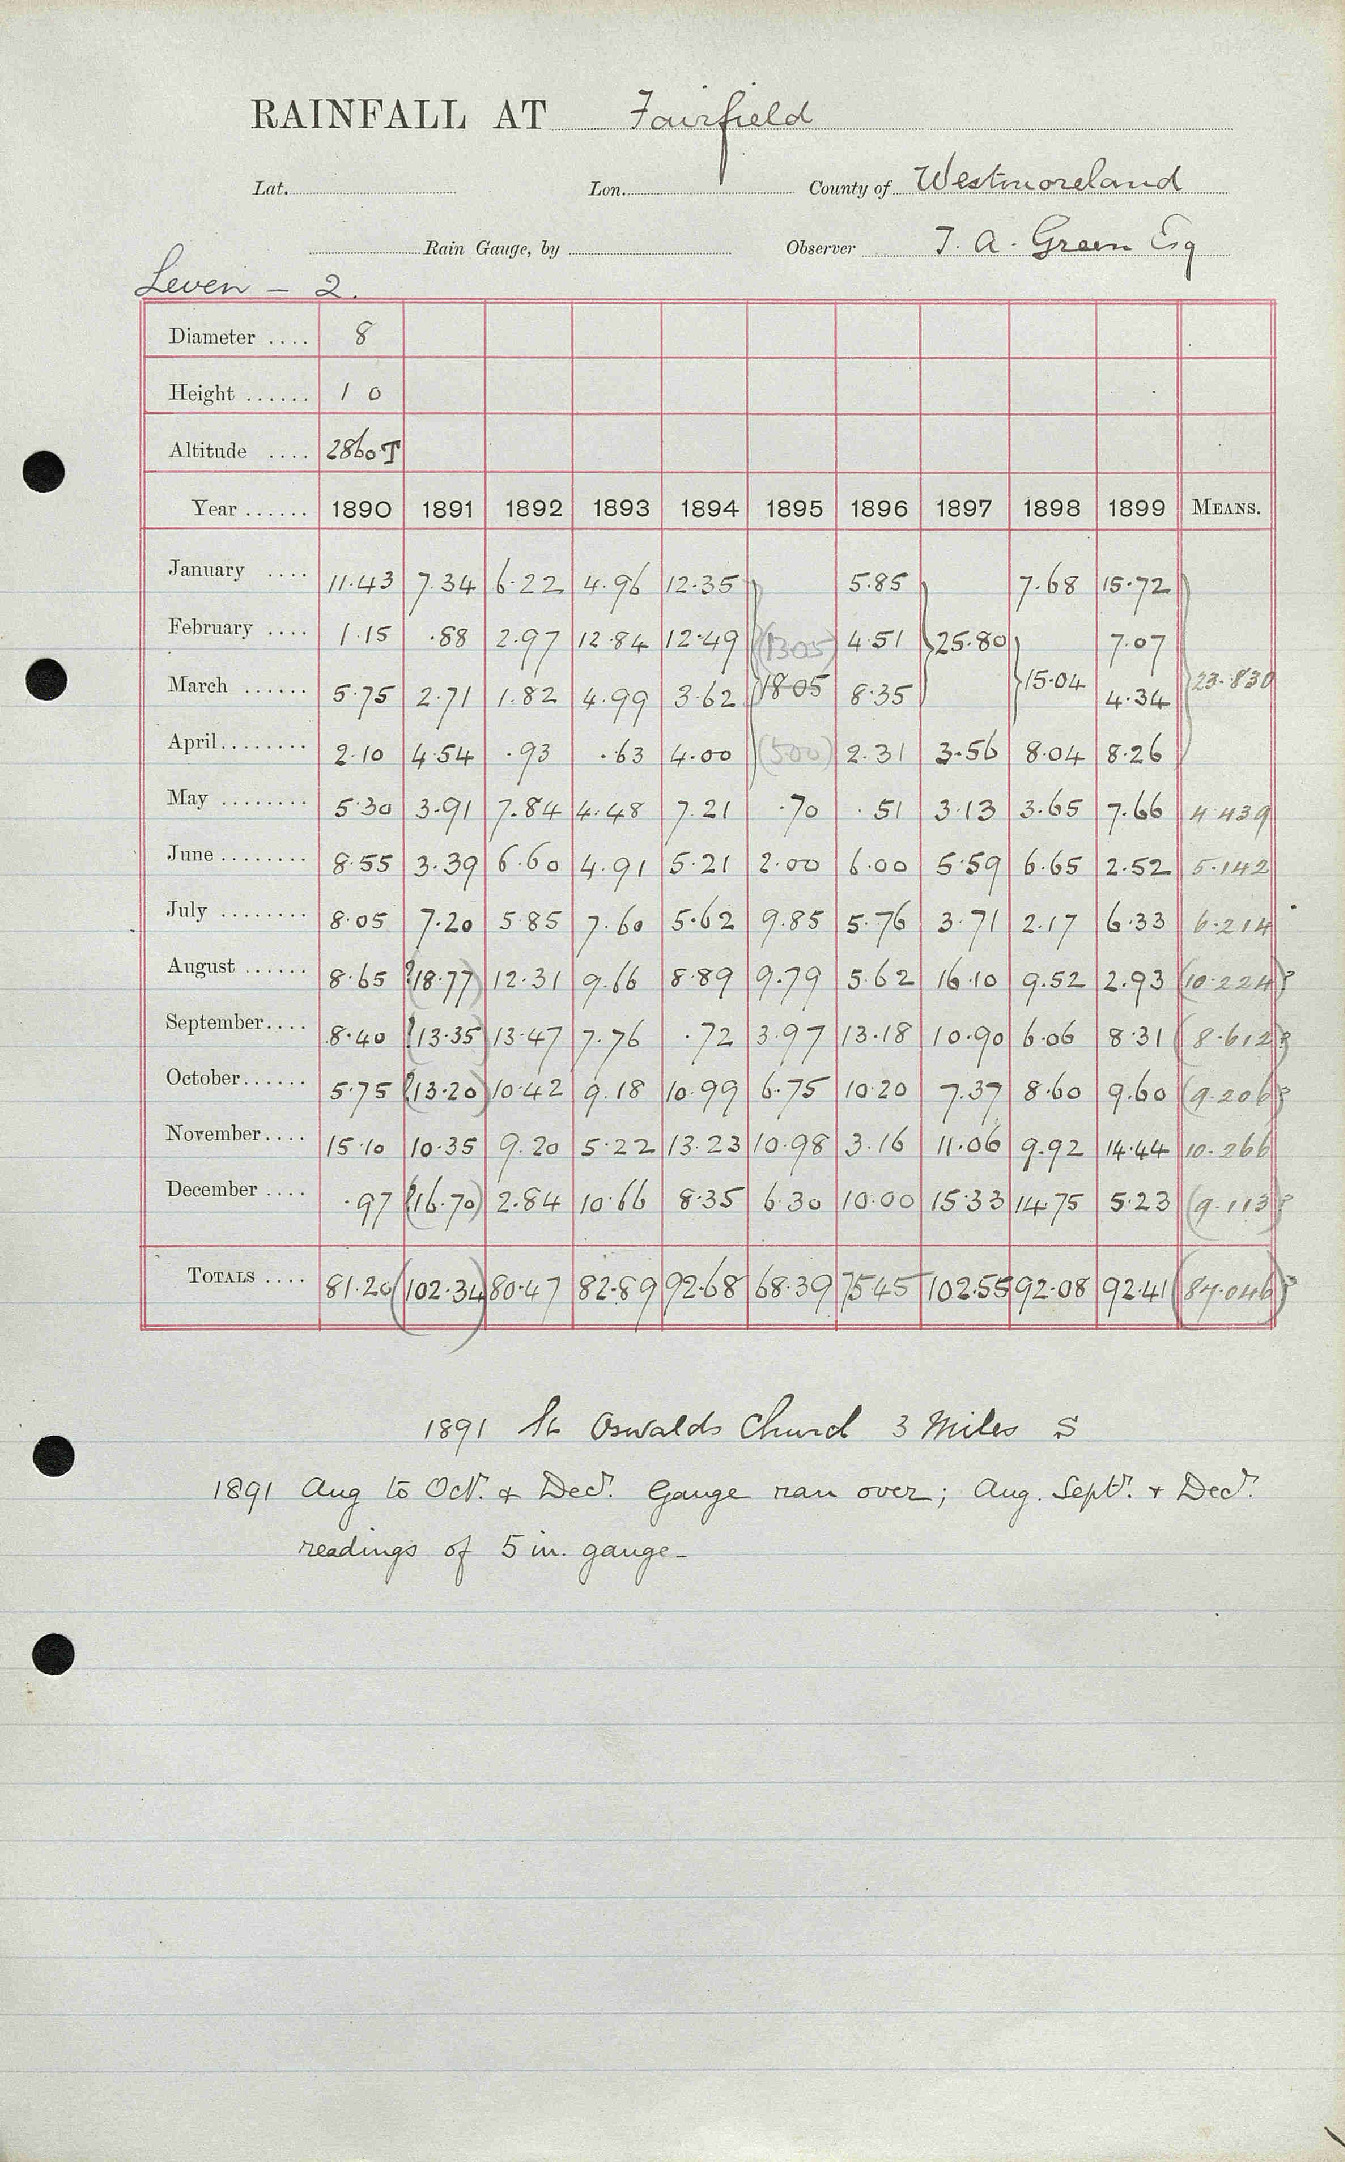 RAINFALL AT Fairfield
Lat. Lon. County of Westmoreland
Rain Gauge, by Observer T. A. Green Esq
Leven - 2.
Diameter .... 8
Height ...... 1 0
Altitude .... 2860 T
Year ...... 1890 1891 1892 1893 1894 1895 1896 1897 1898 1899 MEANS.
January .... 11.43 7.34 6.22 4.96 12.35 5.85 7.68 15.72
February .... 1.15 .88 2.97 12.84 12.49 (1305) 4.51 25.80 7.07
March ...... 5.75 2.71 1.82 4.99 3.62 1805 8.35 15.04 4.34 23.830
April........ 2.10 4.54 .93 .63 4.00 (500) 2.31 3.56 8.04 8.26
May ........ 5.30 3.91 7.84 4.48 7.21 .70 .51 3.13 3.65 7.66 4.439
June ........ 8.55 3.39 6.60 4.91 5.21 2.00 6.00 5.59 6.65 2.52 5.142
July ........ 8.05 7.20 5.85 7.60 5.62 9.85 5.76 3.71 2.17 6.33 6.214
August ...... 8.65 ?(18.77) 12.31 9.66 8.89 9.79 5.62 16.10 9.52 2.93 (10.224)?
September.... 8.40 ?(13.35) 13.47 7.76 .72 3.97 13.18 10.90 6.06 8.31 (8.612)?
October...... 5.75 ?(13.20) 10.42 9.18 10.99 6.75 10.20 7.37 8.60 9.60 (9.206)?
November.... 15.10 10.35 9.20 5.22 13.23 10.98 3.16 11.06 9.92 14.44 10.266
December .... .97 ?(16.70) 2.84 10.66 8.35 6.30 10.00 15.33 14.75 5.23 (9.113)?
TOTALS .... 81.20 (102.34) 80.47 82.89 92.68 68.39 75.45 102.55 92.08 92.41 (87.046)?
1891 St Oswalds Church 3 Miles S
1891 Aug to Oct. & Decr. Gauge ran over; Aug. Septr. & Decr.
readings of 5 in. gauge_